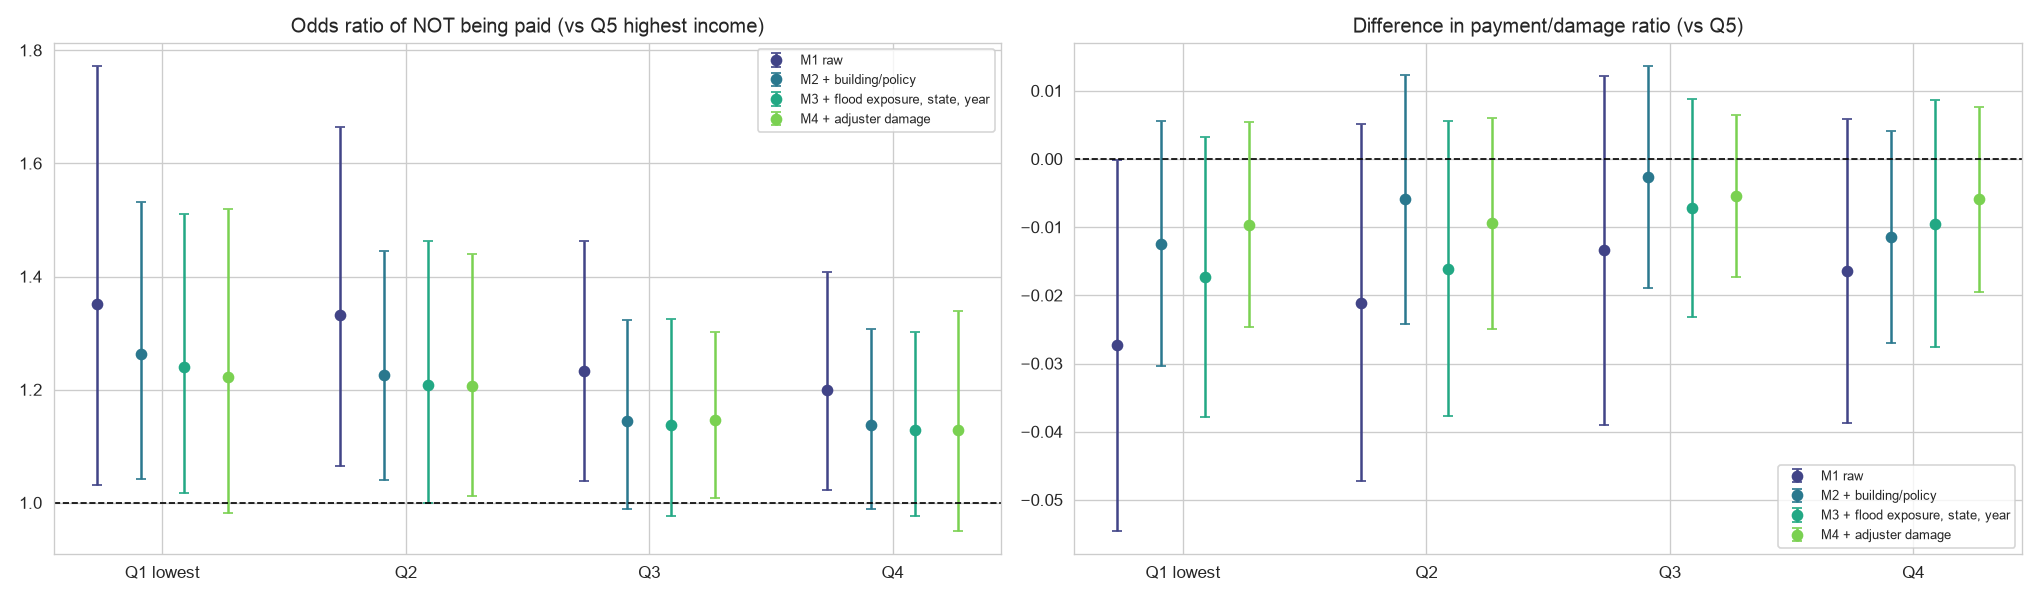 Odds ratio of NOT being paid (vs Q5 highest income)
1.8
1.6
1.4
1.2
1.0
M1 raw
M2 + building/policy
M3 + flood exposure, state, year
M4 + adjuster damage
Q1 lowest
Q2
Q3
Q4
Difference in payment/damage ratio (vs Q5)
0.01
0.00
−0.01
−0.02
−0.03
−0.04
−0.05
M1 raw
M2 + building/policy
M3 + flood exposure, state, year
M4 + adjuster damage
Q1 lowest
Q2
Q3
Q4